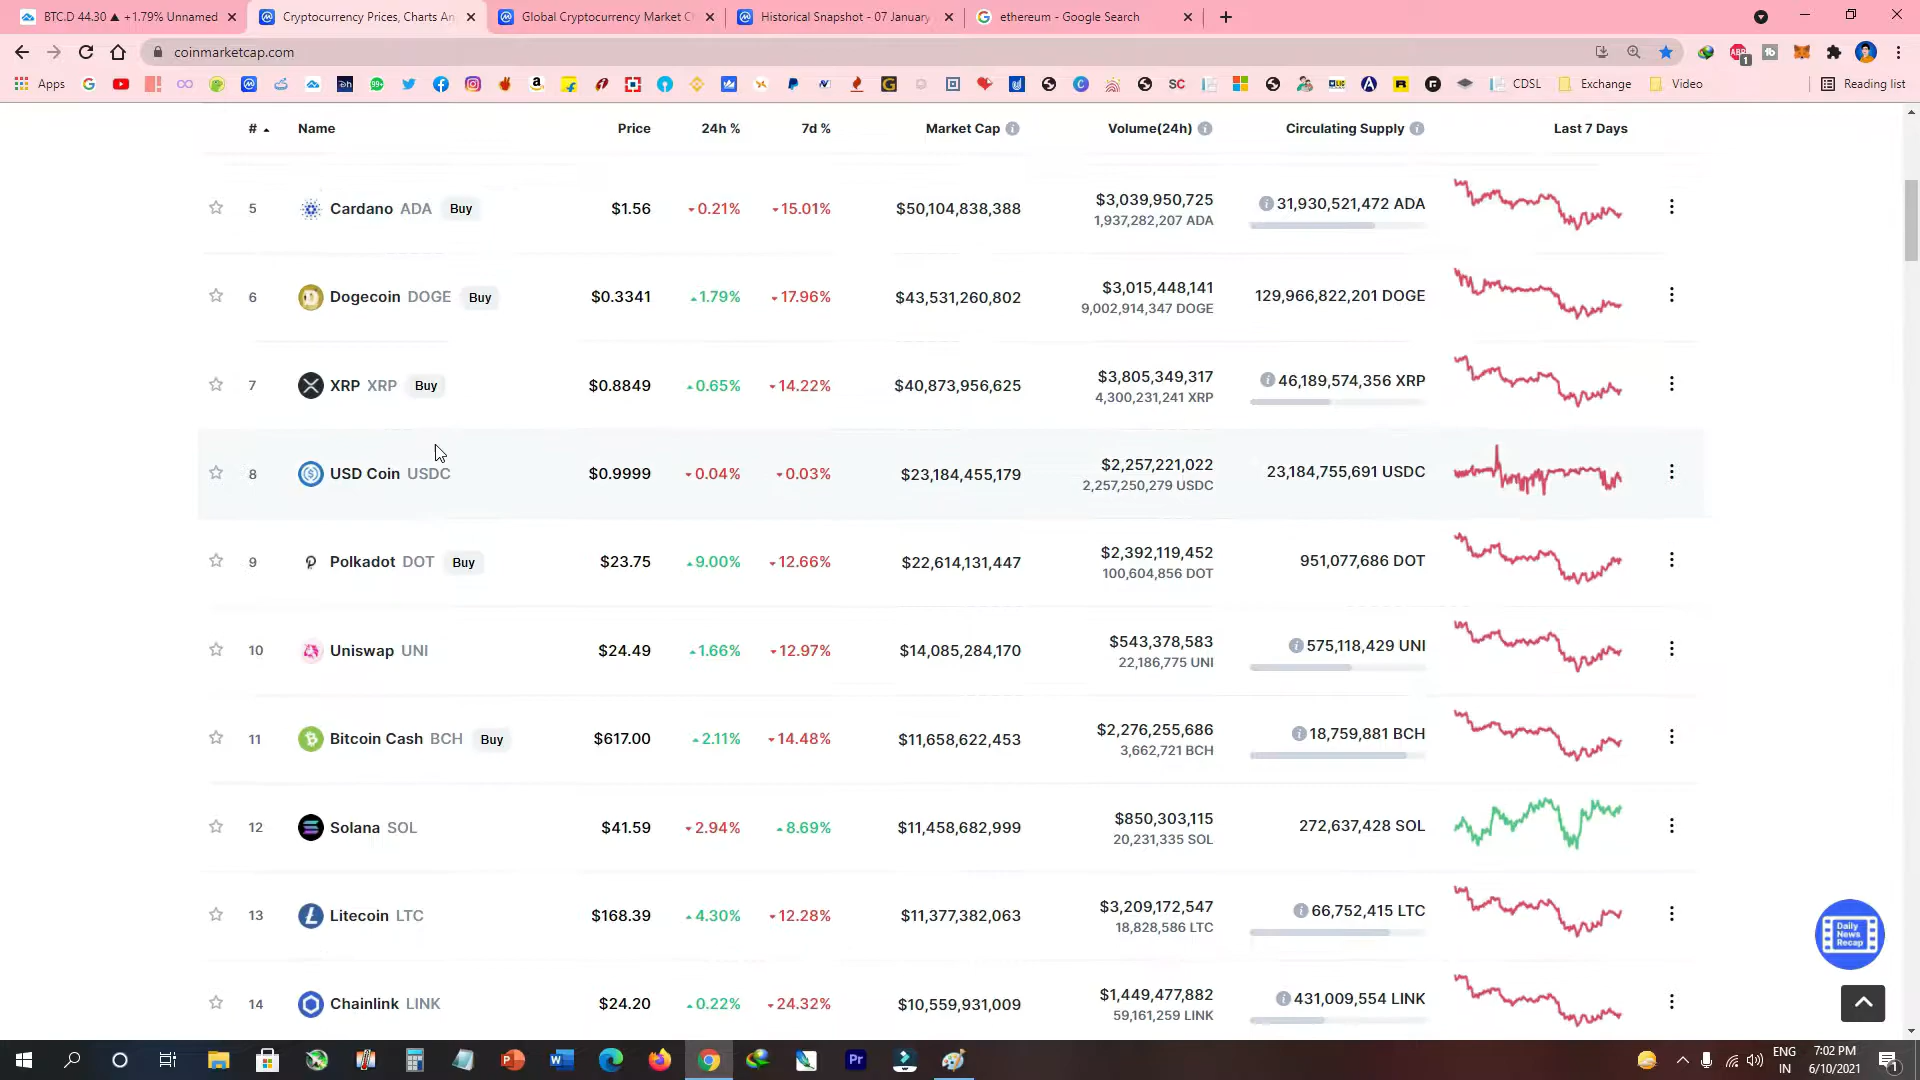 BTC.D 44.30 ▲ +1.79% Unnamed
Cryptocurrency Prices, Charts An
Global Cryptocurrency Market C
Historical Snapshot - 07 January
ethereum - Google Search
coinmarketcap.com
Apps
SC
CDSL
Exchange
Video
Reading list
# Name Price 24h % 7d % Market Cap Volume(24h) Circulating Supply Last 7 Days
5 Cardano ADA Buy $1.56 0.21% 15.01% $50,104,838,388 $3,039,950,725 31,930,521,472 ADA
1,937,282,207 ADA
6 Dogecoin DOGE Buy $0.3341 1.79% 17.96% $43,531,260,802 $3,015,448,141 129,966,822,201 DOGE
9,002,914,347 DOGE
7 XRP XRP Buy $0.8849 0.65% 14.22% $40,873,956,625 $3,805,349,317 46,189,574,356 XRP
4,300,231,241 XRP
8 USD Coin USDC $0.9999 0.04% 0.03% $23,184,455,179 $2,257,221,022 23,184,755,691 USDC
2,257,250,279 USDC
9 Polkadot DOT Buy $23.75 9.00% 12.66% $22,614,131,447 $2,392,119,452 951,077,686 DOT
100,604,856 DOT
10 Uniswap UNI $24.49 1.66% 12.97% $14,085,284,170 $543,378,583 575,118,429 UNI
22,186,775 UNI
11 Bitcoin Cash BCH Buy $617.00 2.11% 14.48% $11,658,622,453 $2,276,255,686 18,759,881 BCH
3,662,721 BCH
12 Solana SOL $41.59 2.94% 8.69% $11,458,682,999 $850,303,115 272,637,428 SOL
20,231,335 SOL
13 Litecoin LTC $168.39 4.30% 12.28% $11,377,382,063 $3,209,172,547 66,752,415 LTC
18,828,586 LTC
14 Chainlink LINK $24.20 0.22% 24.32% $10,559,931,009 $1,449,477,882 431,009,554 LINK
59,161,259 LINK
Daily
News
Recap
Pr
ENG
IN
7:02 PM
6/10/2021